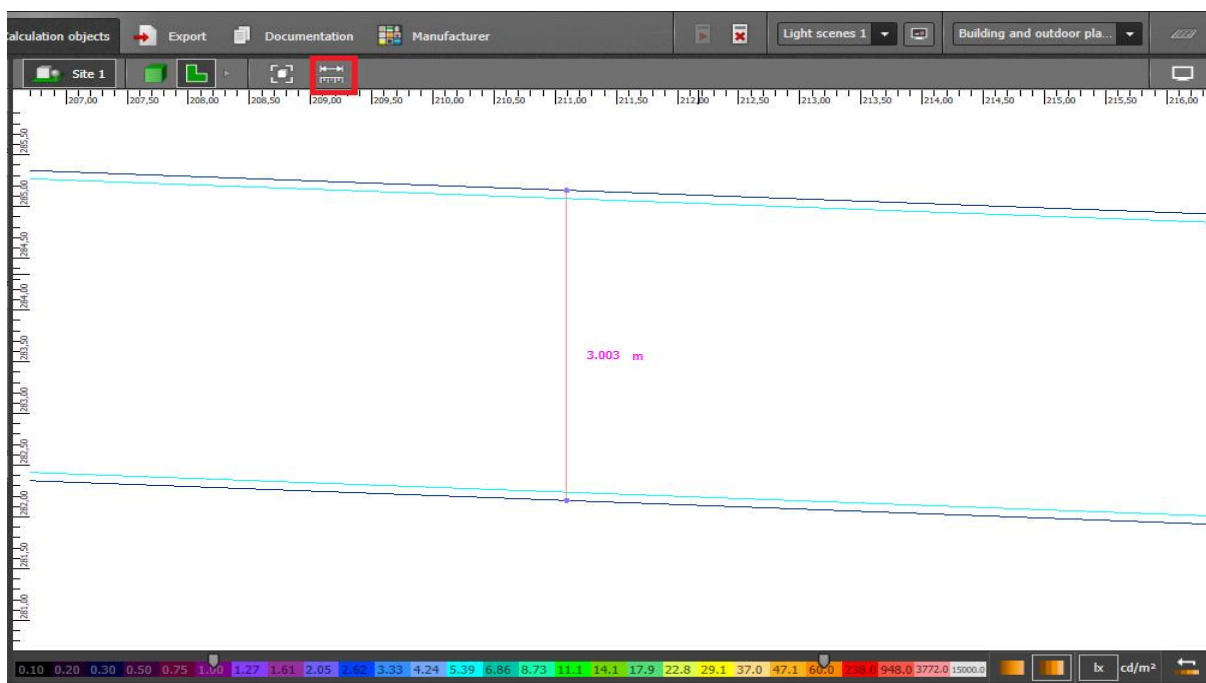 alculation objects Export Documentation Manufacturer Light scenes 1 Building and outdoor pla...
Site 1
207,00 207,50 208,00 208,50 209,00 209,50 210,00 210,50 211,00 211,50 212,00 212,50 213,00 213,50 214,00 214,50 215,00 215,50 216,00
285,50
285,00
284,50
284,00
283,50
3.003 m
283,00
282,50
282,00
281,50
281,00
0.10 0.20 0.30 0.50 0.75 1.00 1.27 1.61 2.05 2.62 3.33 4.24 5.39 6.86 8.73 11.1 14.1 17.9 22.8 29.1 37.0 47.1 60.0 238.0 948.0 3772.0 15000.0 lx cd/m²